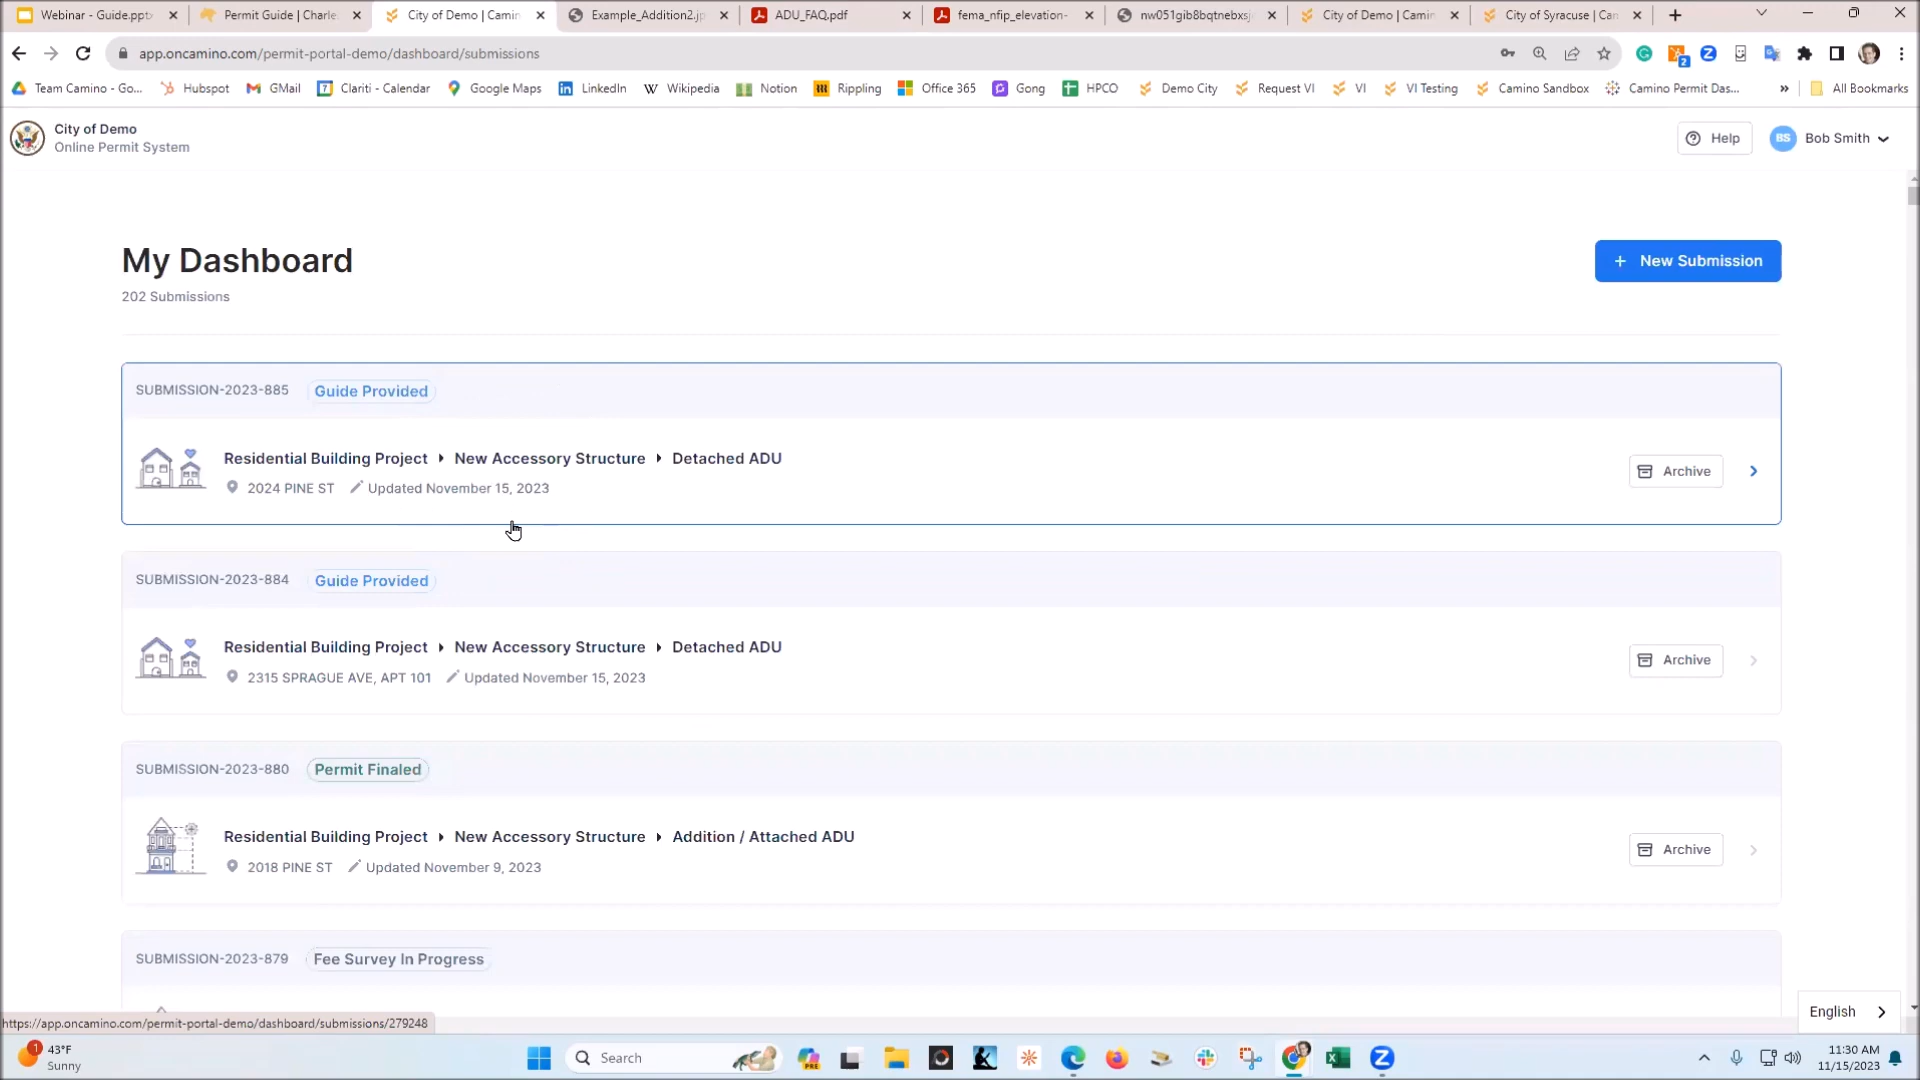 Webinar - Guide.ppt
Permit Guide | Charle
City of Demo | Camin
Example_Addition2.jp
ADU_FAQ.pdf
fema_nfip_elevation-
nw051gib8bqtnebxsj
City of Demo | Camin
City of Syracuse | Can
app.oncamino.com/permit-portal-demo/dashboard/submissions
2
Team Camino - Go...
Hubspot
GMail
7
Clariti - Calendar
Google Maps
LinkedIn
Wikipedia
Notion
Rippling
Office 365
Gong
HPCO
Demo City
Request VI
VI
VI Testing
Camino Sandbox
Camino Permit Das...
»
All Bookmarks
City of Demo
Online Permit System
Help
BS
Bob Smith
My Dashboard
202 Submissions
+ New Submission
SUBMISSION-2023-885 Guide Provided
Residential Building Project New Accessory Structure Detached ADU
2024 PINE ST Updated November 15, 2023
Archive
SUBMISSION-2023-884 Guide Provided
Residential Building Project New Accessory Structure Detached ADU
2315 SPRAGUE AVE, APT 101 Updated November 15, 2023
Archive
SUBMISSION-2023-880 Permit Finaled
Residential Building Project New Accessory Structure Addition / Attached ADU
2018 PINE ST Updated November 9, 2023
Archive
SUBMISSION-2023-879 Fee Survey In Progress
English
https://app.oncamino.com/permit-portal-demo/dashboard/submissions/279248
1
43°F
Sunny
Search
PRE
11:30 AM
11/15/2023